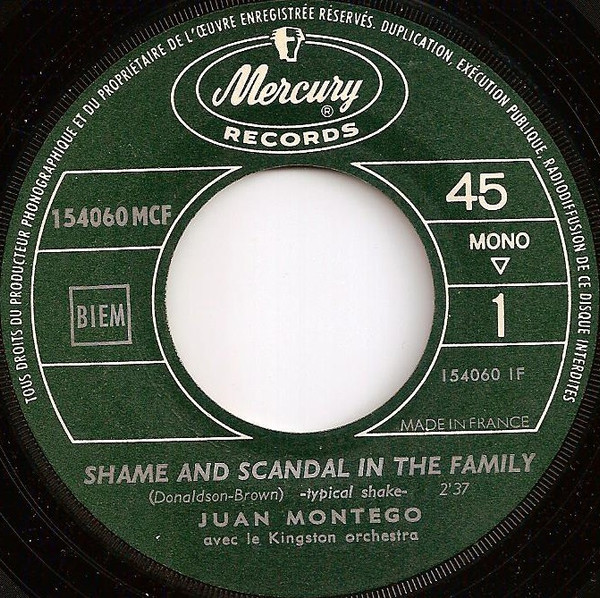 TOUS DROITS DU PRODUCTEUR PHONOGRAPHIQUE ET DU PROPRIÉTAIRE DE L'ŒUVRE ENREGISTRÉE RÉSERVÉS. DUPLICATION, EXÉCUTION PUBLIQUE, RADIODIFFUSION DE CE DISQUE INTERDITES
Mercury
®
RECORDS
154060 MCF
45
MONO
BIEM
1
154060 1F
MADE IN FRANCE
SHAME AND SCANDAL IN THE FAMILY
(Donaldson-Brown) -typical shake- 2'37
JUAN MONTEGO
avec le Kingston orchestra